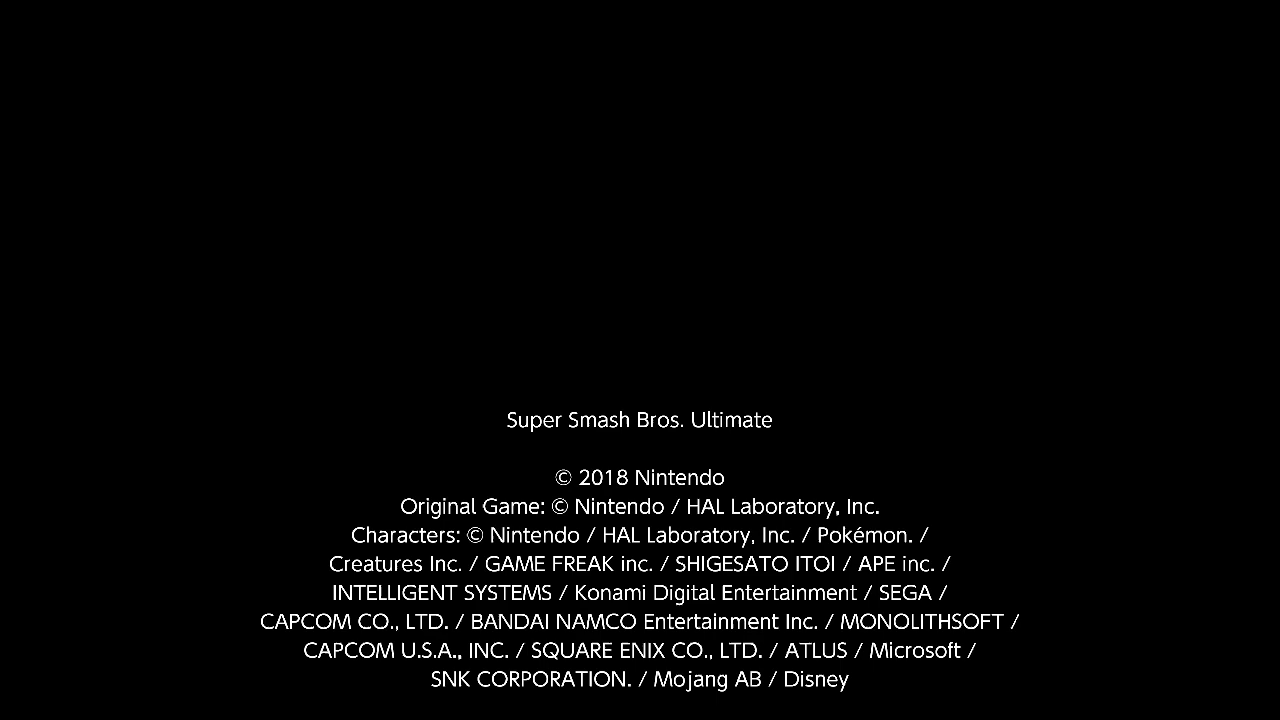 Super Smash Bros. Ultimate
© 2018 Nintendo
Original Game: © Nintendo / HAL Laboratory, Inc.
Characters: © Nintendo / HAL Laboratory, Inc. / Pokémon. /
Creatures Inc. / GAME FREAK inc. / SHIGESATO ITOI / APE inc. /
INTELLIGENT SYSTEMS / Konami Digital Entertainment / SEGA /
CAPCOM CO., LTD. / BANDAI NAMCO Entertainment Inc. / MONOLITHSOFT /
CAPCOM U.S.A., INC. / SQUARE ENIX CO., LTD. / ATLUS / Microsoft /
SNK CORPORATION. / Mojang AB / Disney